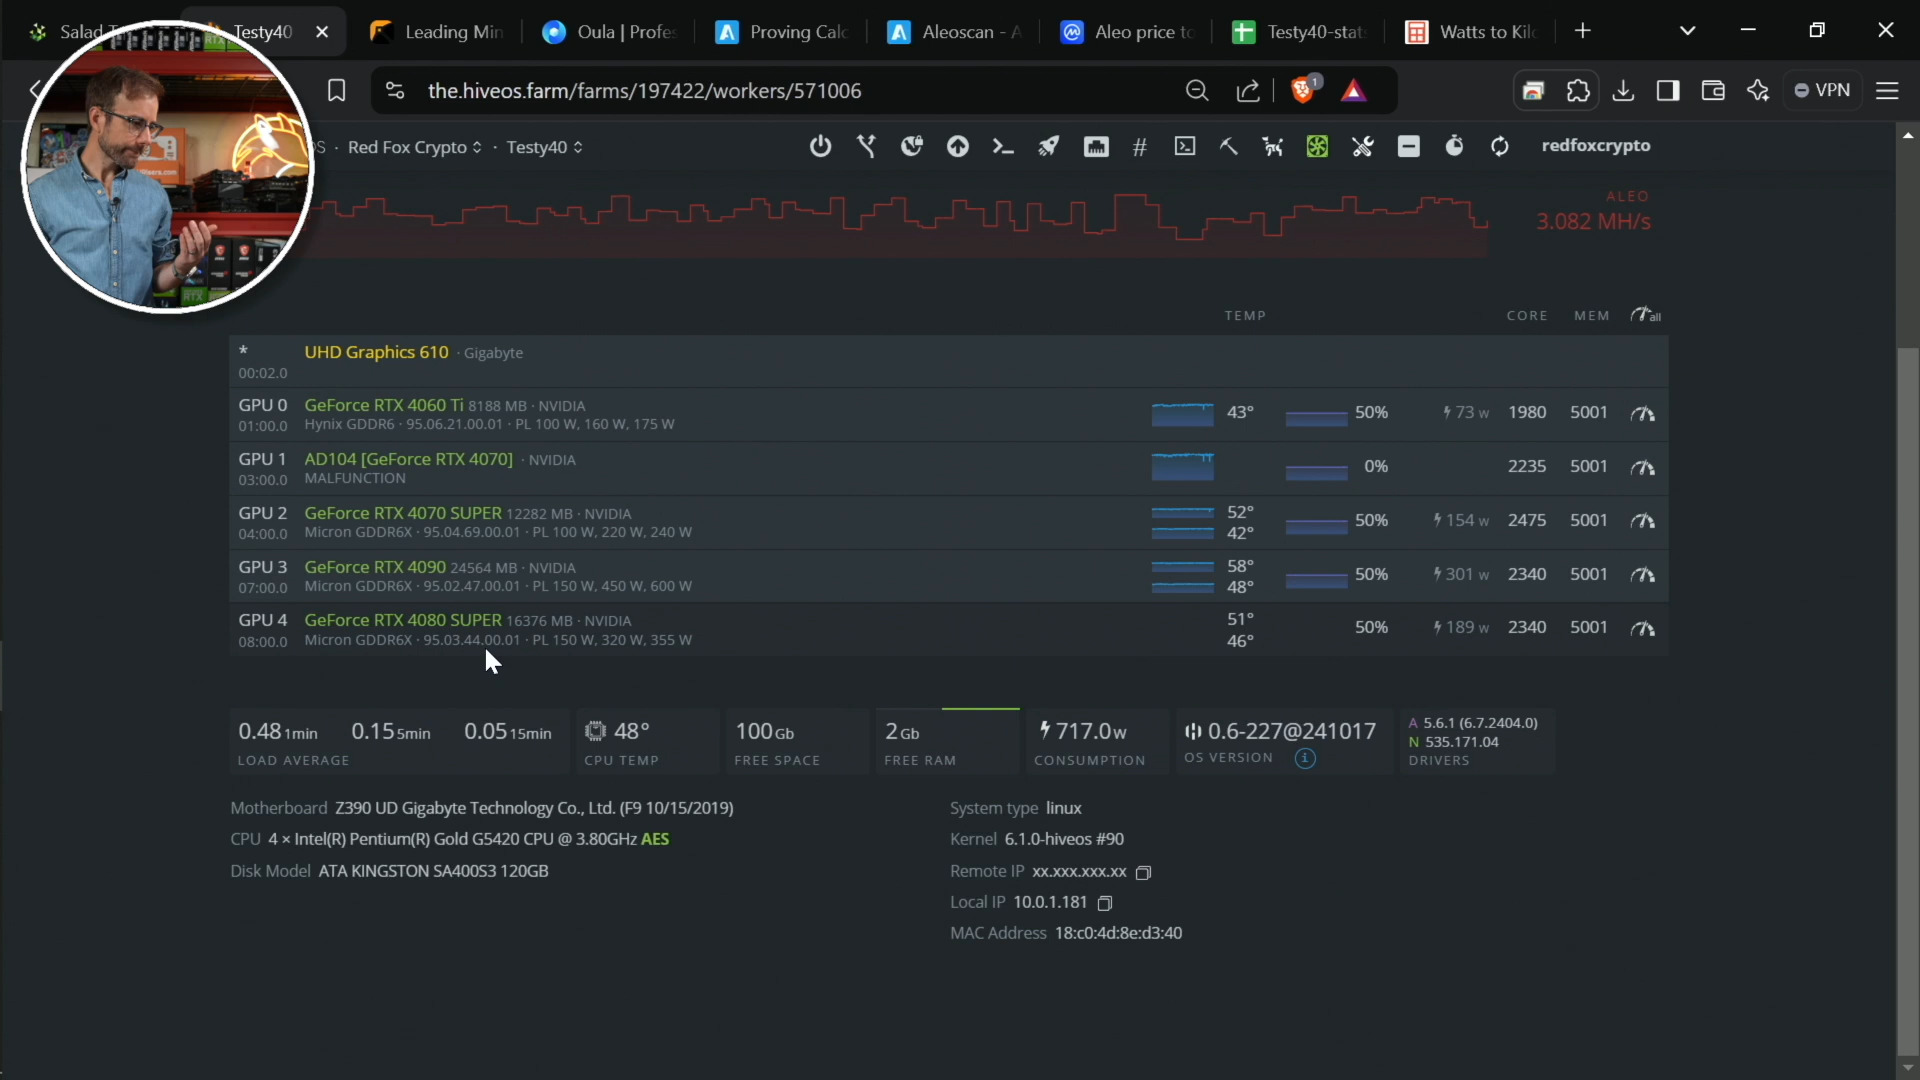 Salad
Testy40
Leading Min
Oula | Profes
Proving Calc
Aleoscan - A
Aleo price to
Testy40-stat
Watts to Kilo
the.hiveos.farm/farms/197422/workers/571006
1
VPN
OS · Red Fox Crypto · Testy40
redfoxcrypto
ALEO
3.082 MH/s
TEMP CORE MEM all
* UHD Graphics 610 · Gigabyte
00:02.0
GPU 0 GeForce RTX 4060 Ti 8188 MB · NVIDIA 43° 50% 73 w 1980 5001
01:00.0 Hynix GDDR6 · 95.06.21.00.01 · PL 100 W, 160 W, 175 W
GPU 1 AD104 [GeForce RTX 4070] · NVIDIA 0% 2235 5001
03:00.0 MALFUNCTION
GPU 2 GeForce RTX 4070 SUPER 12282 MB · NVIDIA 52° 50% 154 w 2475 5001
04:00.0 Micron GDDR6X · 95.04.69.00.01 · PL 100 W, 220 W, 240 W 42°
GPU 3 GeForce RTX 4090 24564 MB · NVIDIA 58° 50% 301 w 2340 5001
07:00.0 Micron GDDR6X · 95.02.47.00.01 · PL 150 W, 450 W, 600 W 48°
GPU 4 GeForce RTX 4080 SUPER 16376 MB · NVIDIA 51° 50% 189 w 2340 5001
08:00.0 Micron GDDR6X · 95.03.44.00.01 · PL 150 W, 320 W, 355 W 46°
0.48 1min 0.15 5min 0.05 15min
LOAD AVERAGE
48°
CPU TEMP
100 Gb
FREE SPACE
2 Gb
FREE RAM
717.0 w
CONSUMPTION
0.6-227@241017
OS VERSION
A 5.6.1 (6.7.2404.0)
N 535.171.04
DRIVERS
Motherboard Z390 UD Gigabyte Technology Co., Ltd. (F9 10/15/2019)
CPU 4 × Intel(R) Pentium(R) Gold G5420 CPU @ 3.80GHz AES
Disk Model ATA KINGSTON SA400S3 120GB
System type linux
Kernel 6.1.0-hiveos #90
Remote IP xx.xxx.xxx.xx
Local IP 10.0.1.181
MAC Address 18:c0:4d:8e:d3:40